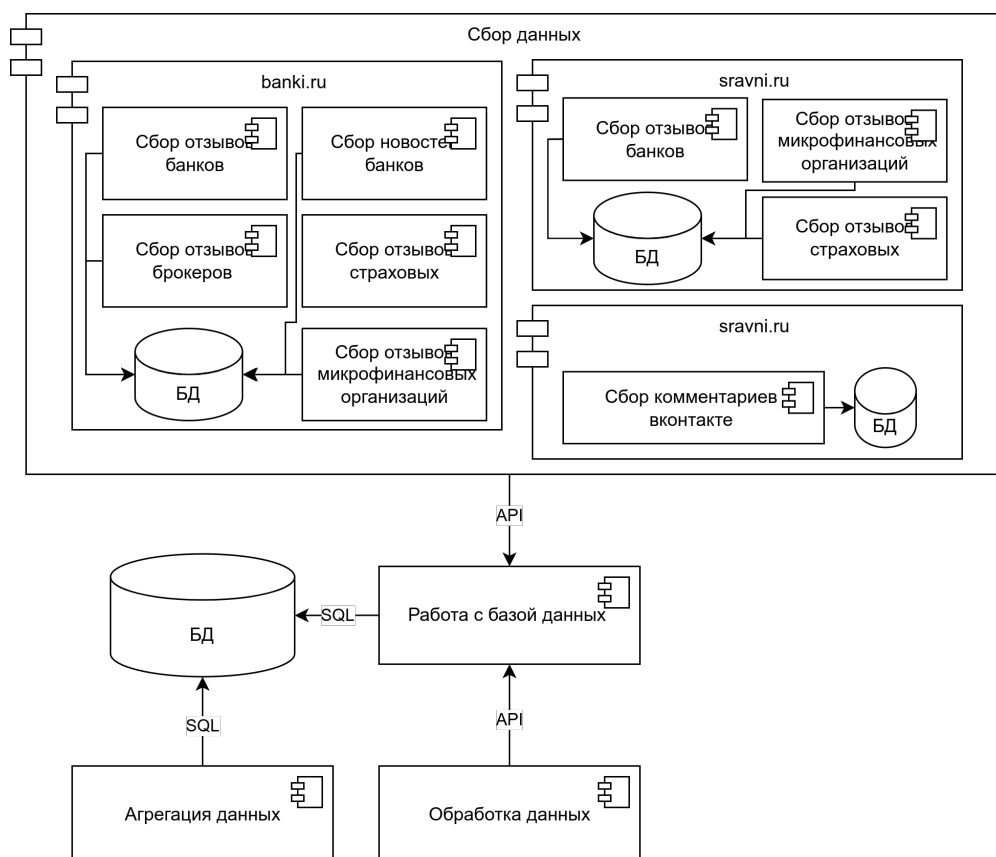 Сбор данных
banki.ru
Сбор отзывов
банков
Сбор новостей
банков
Сбор отзывов
брокеров
Сбор отзывов
страховых
БД
Сбор отзывов
микрофинансовых
организаций
sravni.ru
Сбор отзывов
банков
Сбор отзывов
микрофинансовых
организаций
БД
Сбор отзывов
страховых
sravni.ru
Сбор комментариев
вконтакте
БД
API
БД
SQL
Работа с базой данных
SQL
API
Агрегация данных
Обработка данных